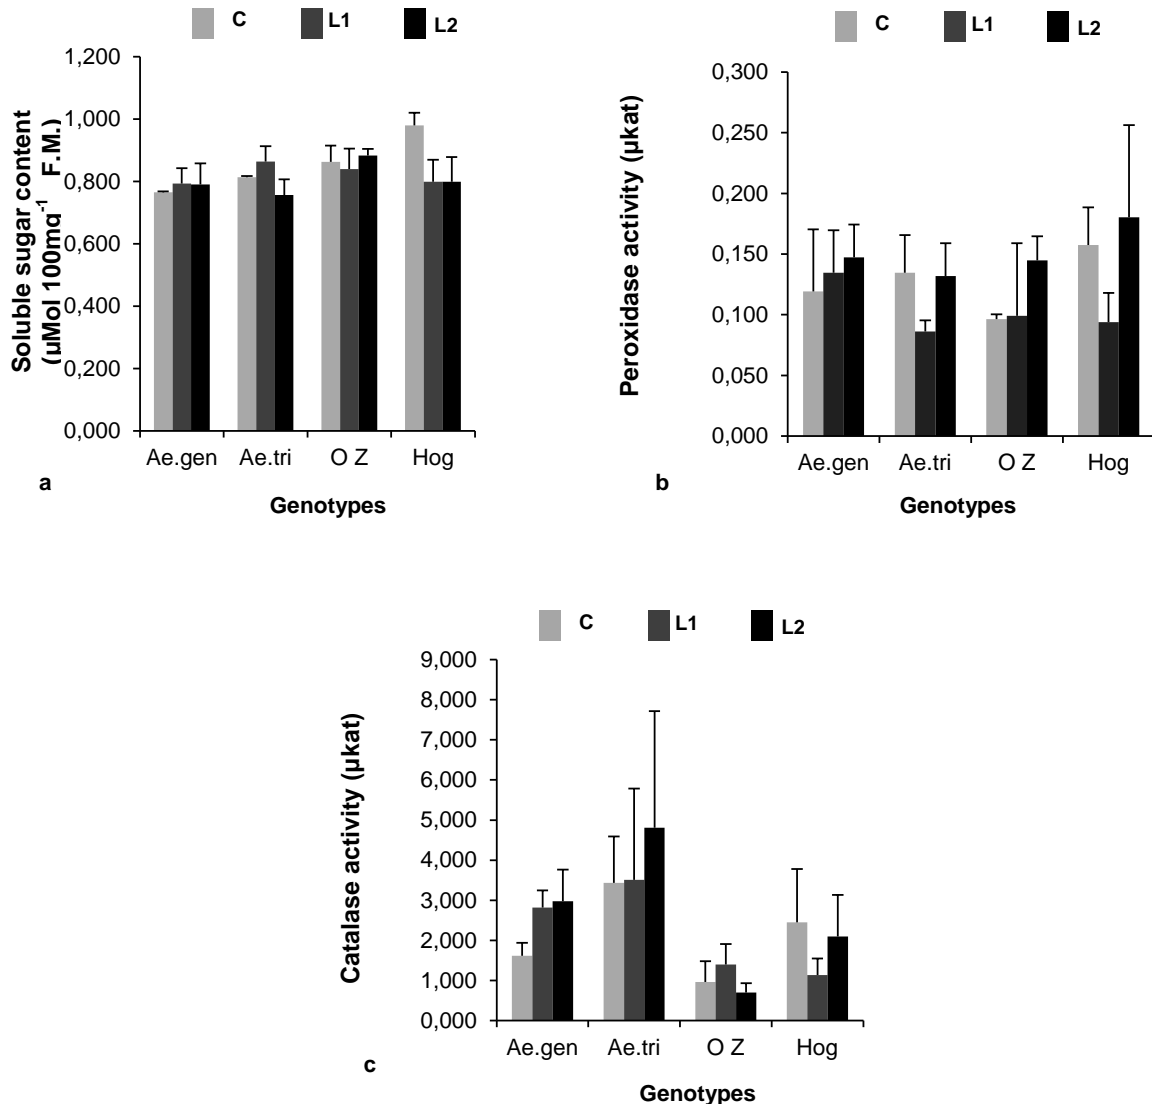 C L1 L2
Soluble sugar content
(µMol 100mg⁻¹ F.M.)
1,200
1,000
0,800
0,600
0,400
0,200
0,000
Ae.gen Ae.tri O Z Hog
a
Genotypes
C L1 L2
Peroxidase activity (µkat)
0,300
0,250
0,200
0,150
0,100
0,050
0,000
Ae.gen Ae.tri O Z Hog
b
Genotypes
C L1 L2
Catalase activity (µkat)
9,000
8,000
7,000
6,000
5,000
4,000
3,000
2,000
1,000
0,000
Ae.gen Ae.tri O Z Hog
c
Genotypes